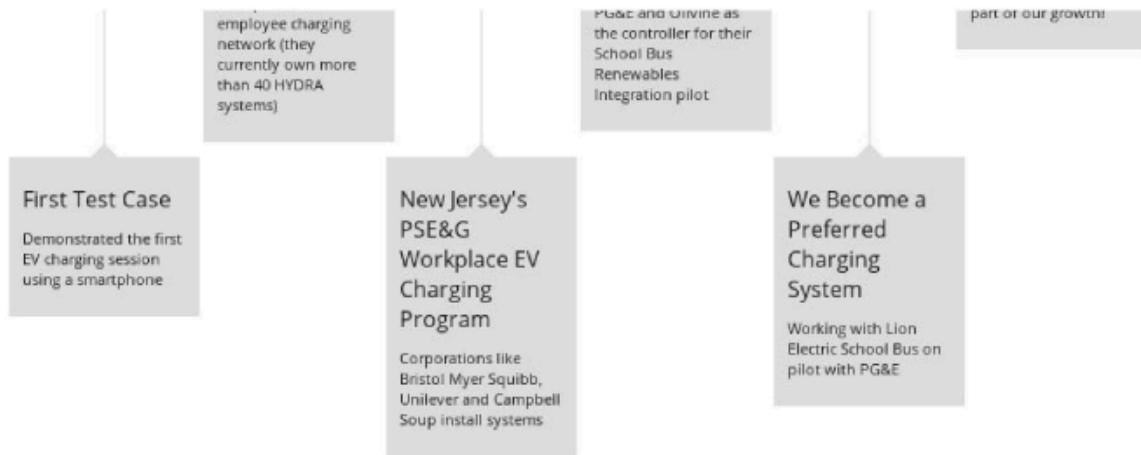 employee charging
network (they
currently own more
than 40 HYDRA
systems)
PG&E and Olivine as
the controller for their
School Bus
Renewables
Integration pilot
part of our growth!
First Test Case
Demonstrated the first
EV charging session
using a smartphone
New Jersey's
PSE&G
Workplace EV
Charging
Program
Corporations like
Bristol Myer Squibb,
Unilever and Campbell
Soup install systems
We Become a
Preferred
Charging
System
Working with Lion
Electric School Bus on
pilot with PG&E